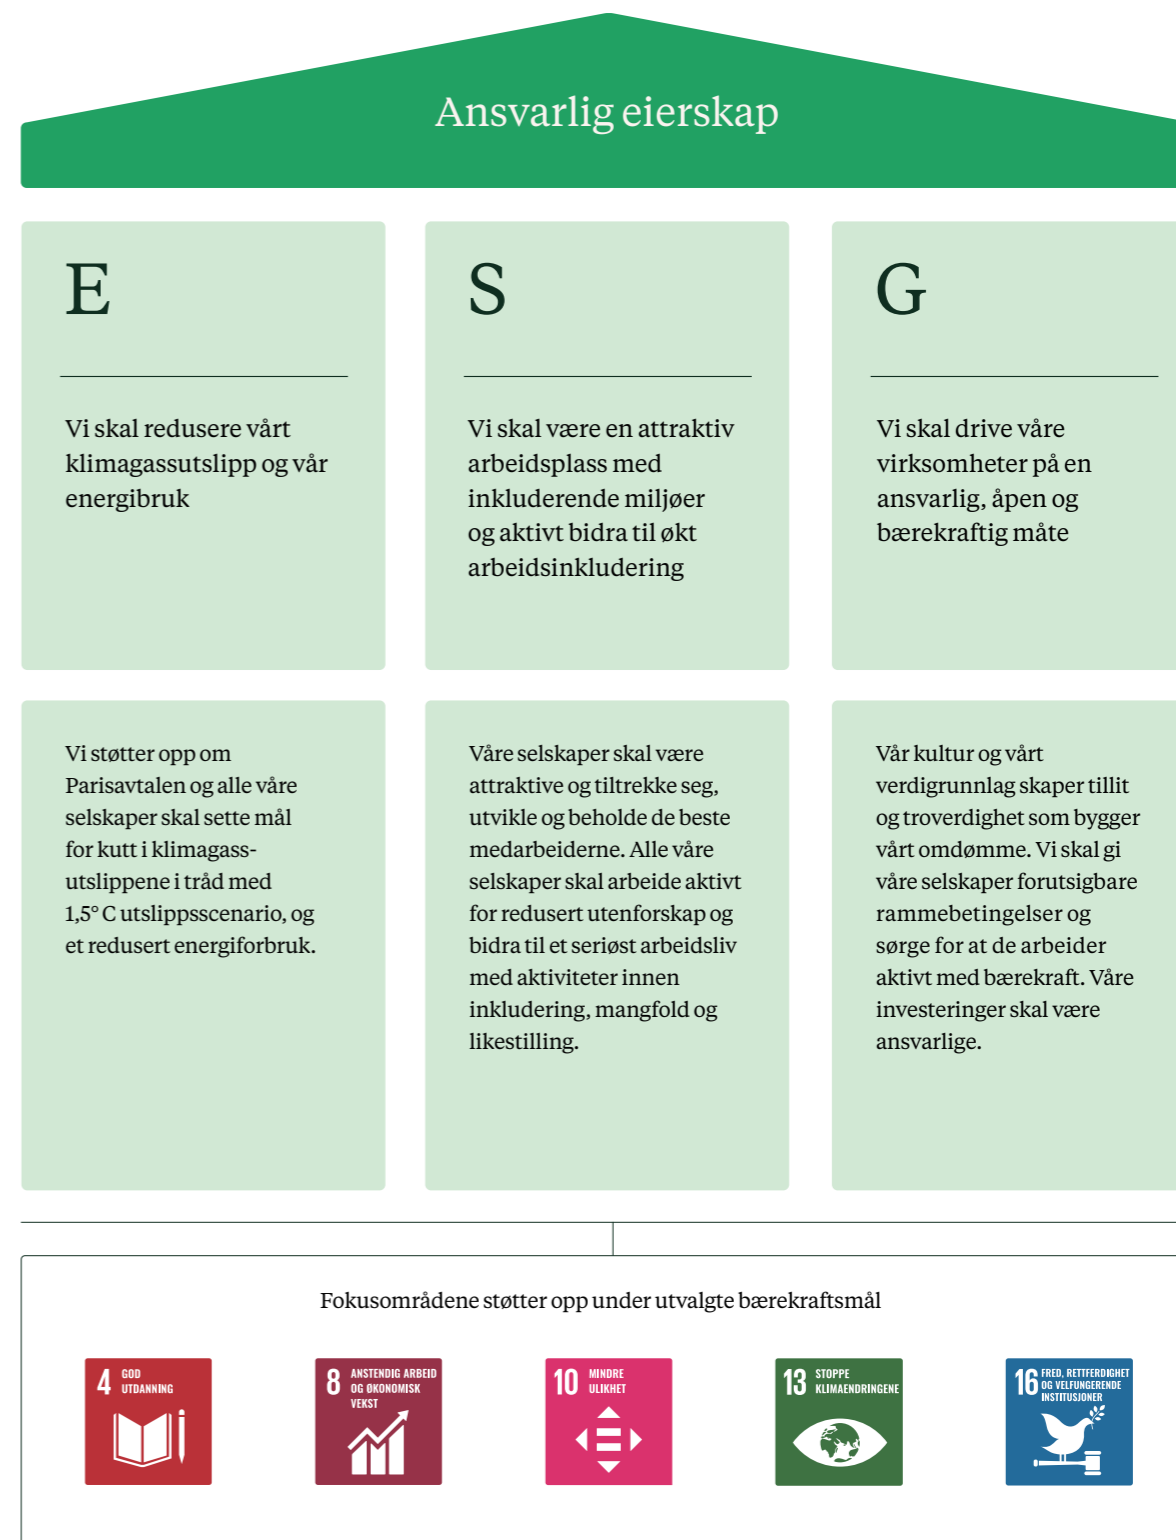 Ansvarlig eierskap
E
Vi skal redusere vårt
klimagassutslipp og vår
energibruk
S
Vi skal være en attraktiv
arbeidsplass med
inkluderende miljøer
og aktivt bidra til økt
arbeidsinkludering
G
Vi skal drive våre
virksomheter på en
ansvarlig, åpen og
bærekraftig måte
Vi støtter opp om
Parisavtalen og alle våre
selskaper skal sette mål
for kutt i klimagass-
utslippene i tråd med
1,5° C utslippsscenario, og
et redusert energiforbruk.
Våre selskaper skal være
attraktive og tiltrekke seg,
utvikle og beholde de beste
medarbeiderne. Alle våre
selskaper skal arbeide aktivt
for redusert utenforskap og
bidra til et seriøst arbeidsliv
med aktiviteter innen
inkludering, mangfold og
likestilling.
Vår kultur og vårt
verdigrunnlag skaper tillit
og troverdighet som bygger
vårt omdømme. Vi skal gi
våre selskaper forutsigbare
rammebetingelser og
sørge for at de arbeider
aktivt med bærekraft. Våre
investeringer skal være
ansvarlige.
Fokusområdene støtter opp under utvalgte bærekraftsmål
4 GOD
UTDANNING
8 ANSTENDIG ARBEID
OG ØKONOMISK
VEKST
10 MINDRE
ULIKHET
13 STOPPE
KLIMAENDRINGENE
16 FRED, RETTFERDIGHET
OG VELFUNGERENDE
INSTITUSJONER